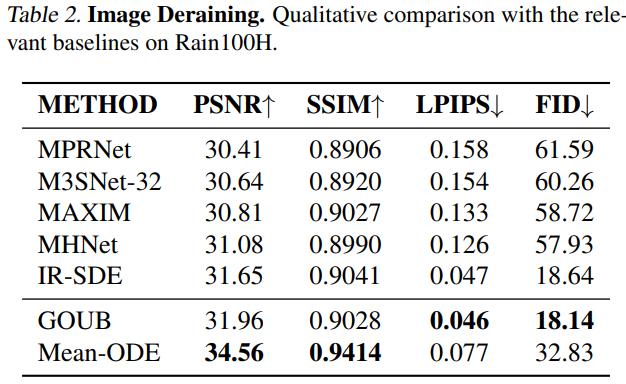 Table 2. Image Deraining. Qualitative comparison with the rele-
vant baselines on Rain100H.
METHOD PSNR↑ SSIM↑ LPIPS↓ FID↓
MPRNet 30.41 0.8906 0.158 61.59
M3SNet-32 30.64 0.8920 0.154 60.26
MAXIM 30.81 0.9027 0.133 58.72
MHNet 31.08 0.8990 0.126 57.93
IR-SDE 31.65 0.9041 0.047 18.64
GOUB 31.96 0.9028 0.046 18.14
Mean-ODE 34.56 0.9414 0.077 32.83